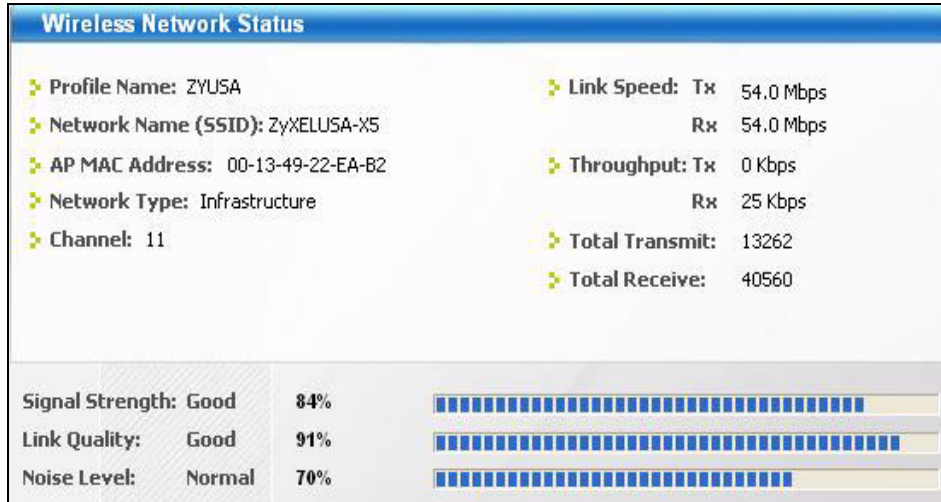 Wireless Network Status
Profile Name: ZYUSA
Network Name (SSID): ZyXELUSA-X5
AP MAC Address: 00-13-49-22-EA-B2
Network Type: Infrastructure
Channel: 11
Link Speed: Tx 54.0 Mbps
Rx 54.0 Mbps
Throughput: Tx 0 Kbps
Rx 25 Kbps
Total Transmit: 13262
Total Receive: 40560
Signal Strength: Good 84%
Link Quality: Good 91%
Noise Level: Normal 70%